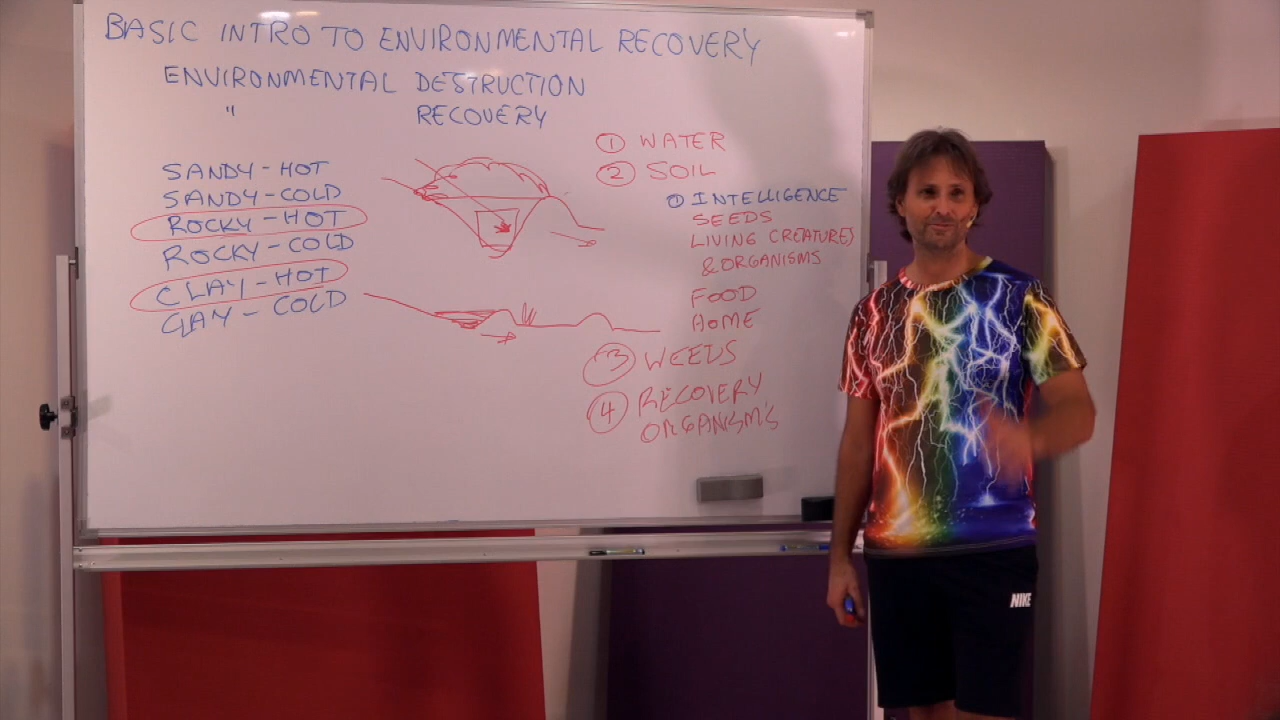 BASIC INTRO TO ENVIRONMENTAL RECOVERY
ENVIRONMENTAL DESTRUCTION
" RECOVERY
SANDY - HOT
SANDY - COLD
ROCKY - HOT
ROCKY - COLD
CLAY - HOT
CLAY - COLD
① WATER
② SOIL
① INTELLIGENCE
SEEDS
LIVING CREATURES
& ORGANISMS
FOOD
HOME
③ WEEDS
④ RECOVERY
ORGANISM'S
NIKE